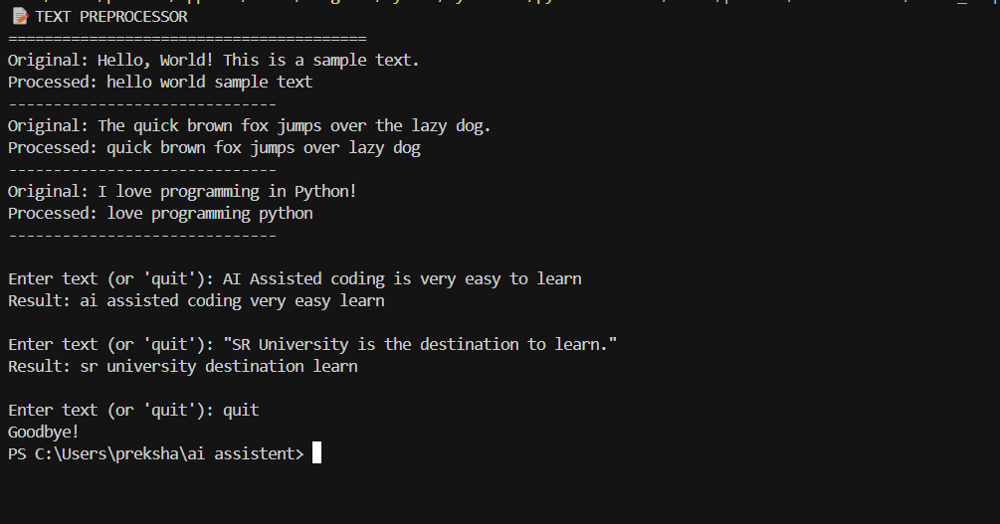 📝 TEXT PREPROCESSOR
========================================
Original: Hello, World! This is a sample text.
Processed: hello world sample text
------------------------------
Original: The quick brown fox jumps over the lazy dog.
Processed: quick brown fox jumps over lazy dog
------------------------------
Original: I love programming in Python!
Processed: love programming python
------------------------------
Enter text (or 'quit'): AI Assisted coding is very easy to learn
Result: ai assisted coding very easy learn
Enter text (or 'quit'): "SR University is the destination to learn."
Result: sr university destination learn
Enter text (or 'quit'): quit
Goodbye!
PS C:\Users\preksha\ai assistent>